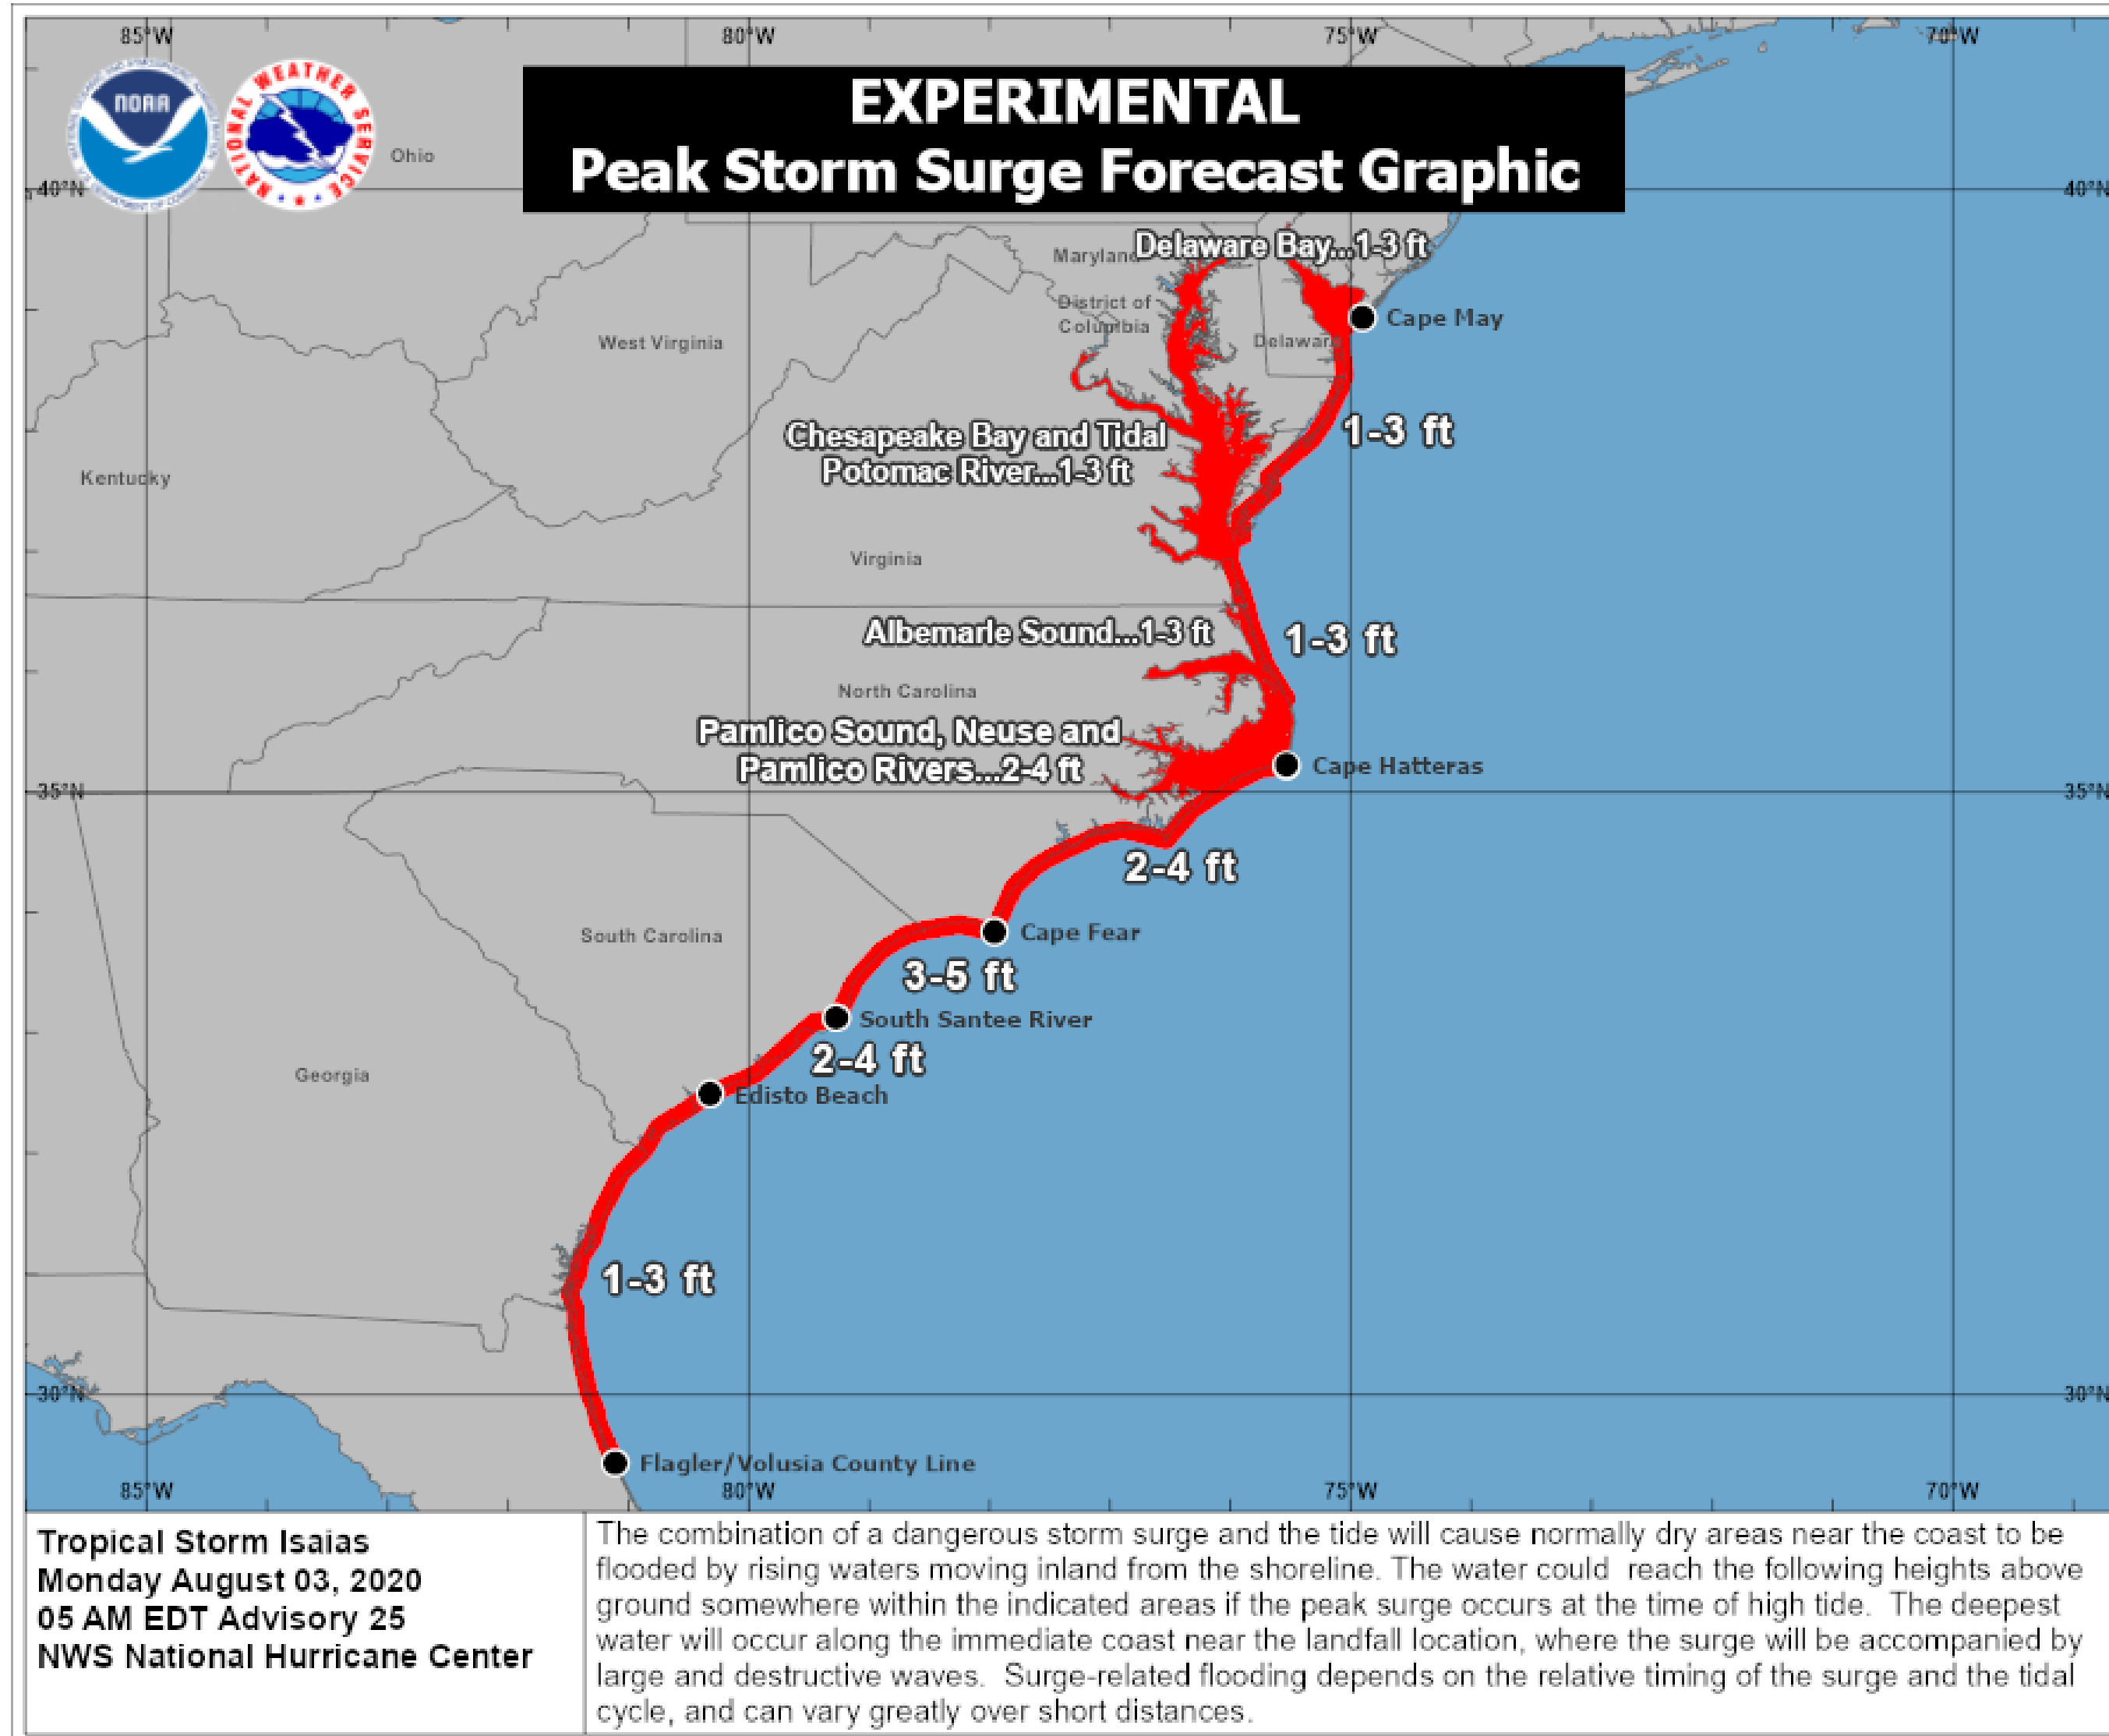 85°W
80°W
75°W
70°W
NOAA
NATIONAL WEATHER SERVICE
EXPERIMENTAL
Peak Storm Surge Forecast Graphic
Ohio
40°N
40°N
Maryland
Delaware Bay...1-3 ft
District of
Columbia
Cape May
West Virginia
Delaware
1-3 ft
Chesapeake Bay and Tidal
Potomac River...1-3 ft
Kentucky
Virginia
Albemarle Sound...1-3 ft
1-3 ft
North Carolina
Pamlico Sound, Neuse and
Pamlico Rivers...2-4 ft
Cape Hatteras
35°N
35°N
2-4 ft
South Carolina
Cape Fear
3-5 ft
South Santee River
2-4 ft
Georgia
Edisto Beach
1-3 ft
30°N
30°N
Flagler/Volusia County Line
85°W
80°W
75°W
70°W
Tropical Storm Isaias
Monday August 03, 2020
05 AM EDT Advisory 25
NWS National Hurricane Center
The combination of a dangerous storm surge and the tide will cause normally dry areas near the coast to be
flooded by rising waters moving inland from the shoreline. The water could  reach the following heights above
ground somewhere within the indicated areas if the peak surge occurs at the time of high tide.  The deepest
water will occur along the immediate coast near the landfall location, where the surge will be accompanied by
large and destructive waves.  Surge-related flooding depends on the relative timing of the surge and the tidal
cycle, and can vary greatly over short distances.